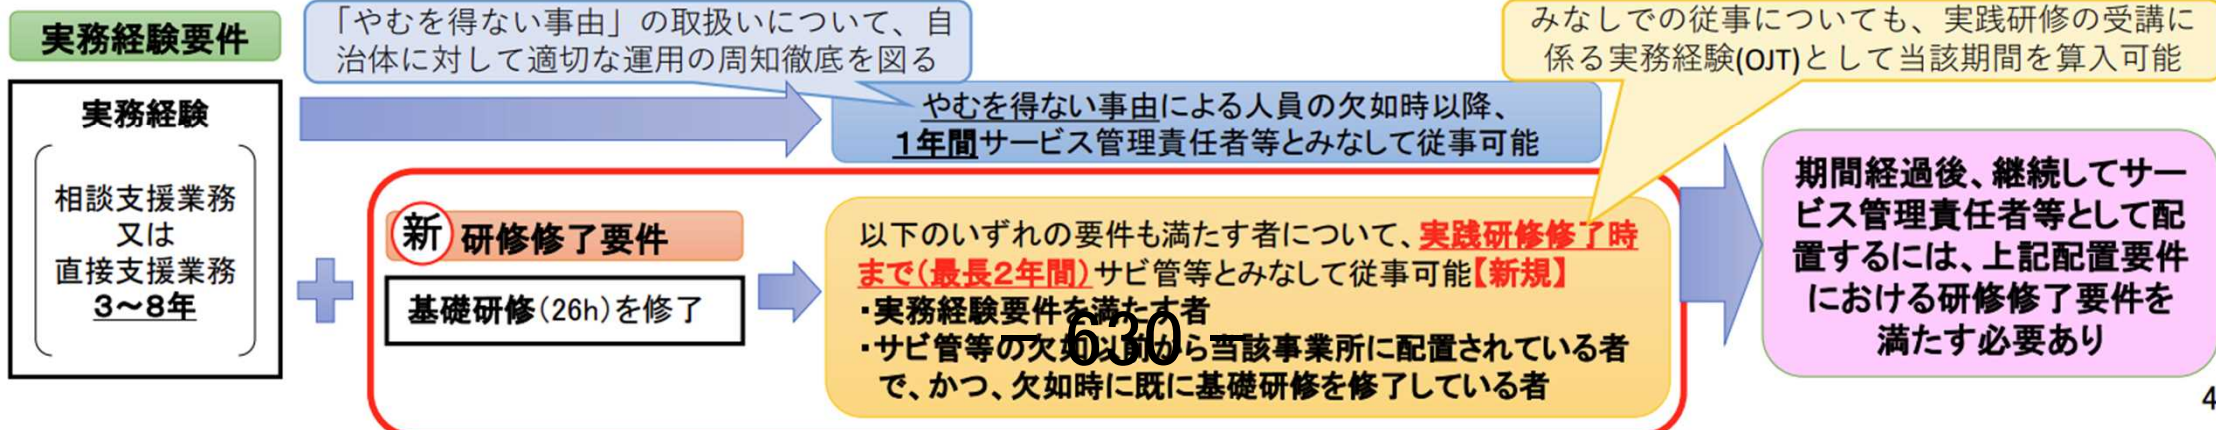 実務経験要件
「やむを得ない事由」の取扱いについて、自
治体に対して適切な運用の周知徹底を図る
みなしでの従事についても、実践研修の受講に
係る実務経験(OJT)として当該期間を算入可能
実務経験
相談支援業務
又は
直接支援業務
3～8年
やむを得ない事由による人員の欠如時以降、
1年間サービス管理責任者等とみなして従事可能
新 研修修了要件
基礎研修(26h)を修了
以下のいずれの要件も満たす者について、実践研修修了時
まで(最長2年間)サビ管等とみなして従事可能【新規】
・実務経験要件を満たす者
・サビ管等の欠如以前から当該事業所に配置されている者
で、かつ、欠如時に既に基礎研修を修了している者
期間経過後、継続してサー
ビス管理責任者等として配
置するには、上記配置要件
における研修修了要件を
満たす必要あり
－ 630 －
4